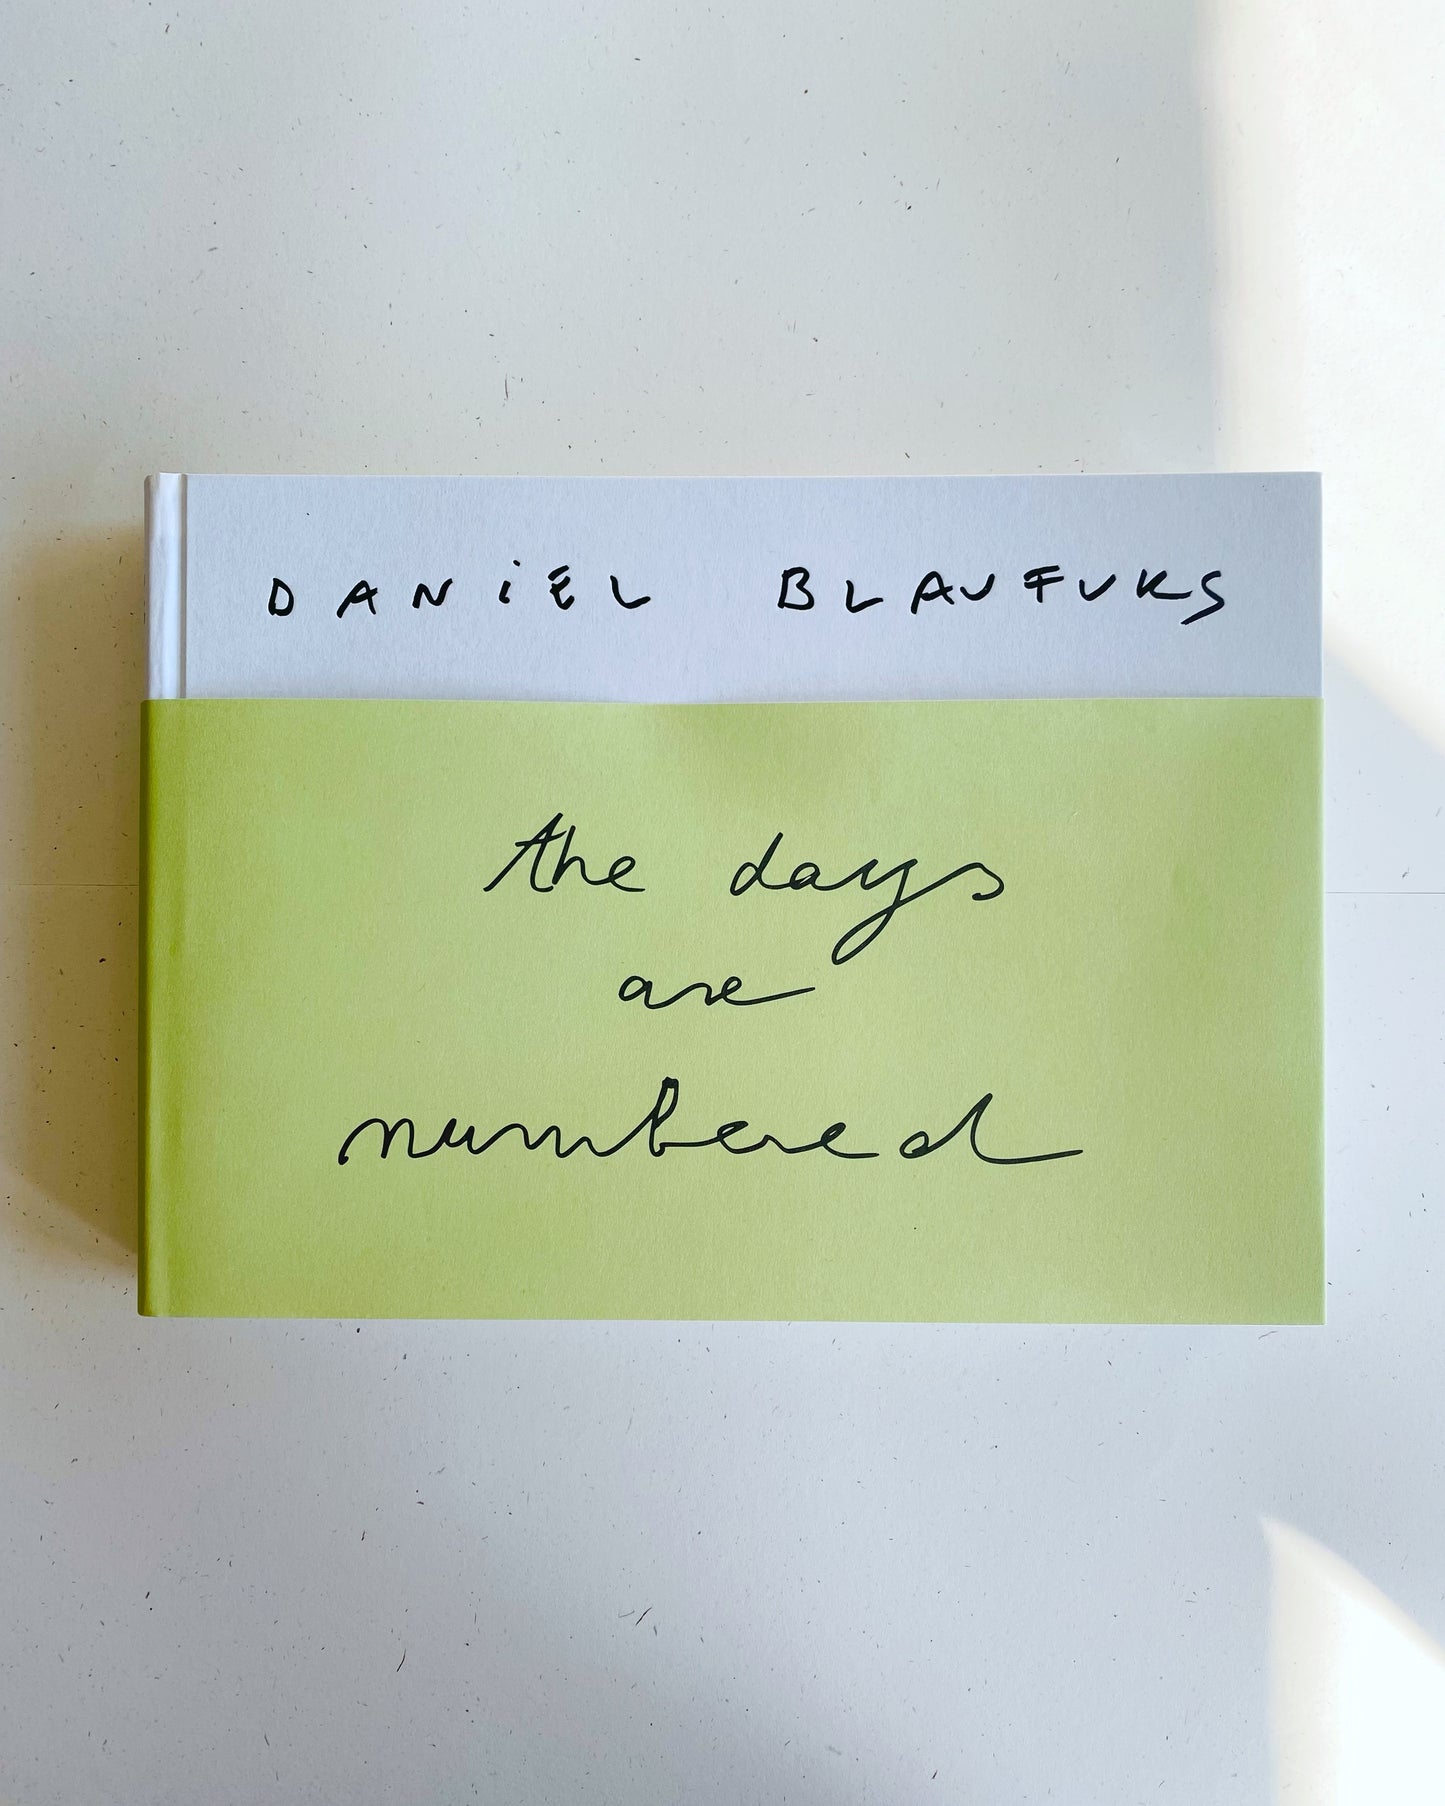 DANiEL BLAUFUKS
the days
are
numbered